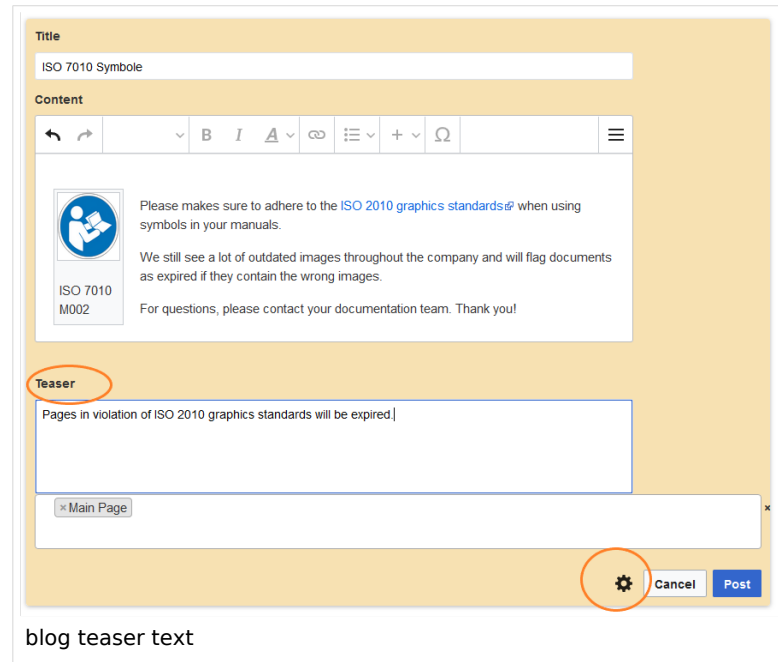 Title
ISO 7010 Symbole
Content
B I A Ω
Please makes sure to adhere to the ISO 2010 graphics standards when using
symbols in your manuals.
We still see a lot of outdated images throughout the company and will flag documents
as expired if they contain the wrong images.
ISO 7010
M002
For questions, please contact your documentation team. Thank you!
Teaser
Pages in violation of ISO 2010 graphics standards will be expired.
× Main Page
×
Cancel Post
blog teaser text